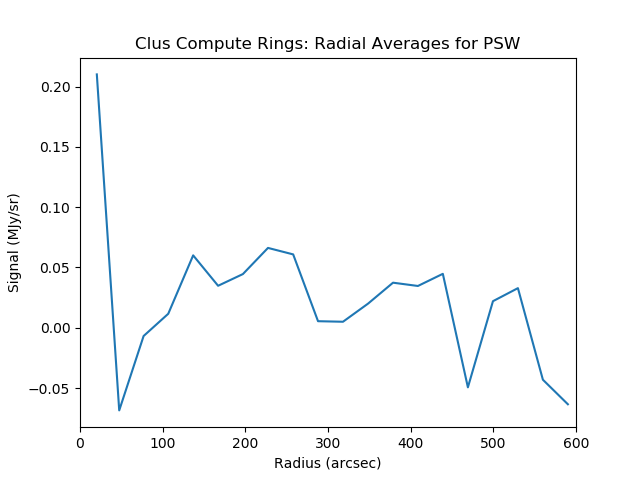 Clus Compute Rings: Radial Averages for PSW
Signal (MJy/sr)
0.20
0.15
0.10
0.05
0.00
−0.05
0 100 200 300 400 500 600
Radius (arcsec)